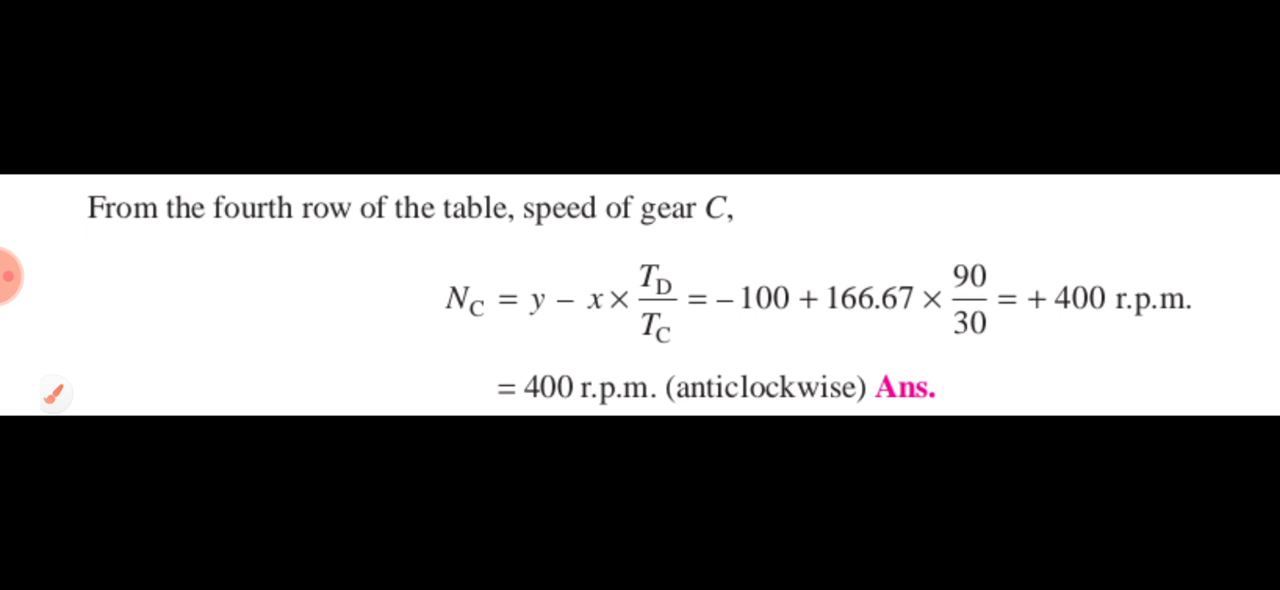 From the fourth row of the table, speed of gear C,
N_C = y – x × T_D/T_C = – 100 + 166.67 × 90/30 = + 400 r.p.m.
= 400 r.p.m. (anticlockwise) Ans.